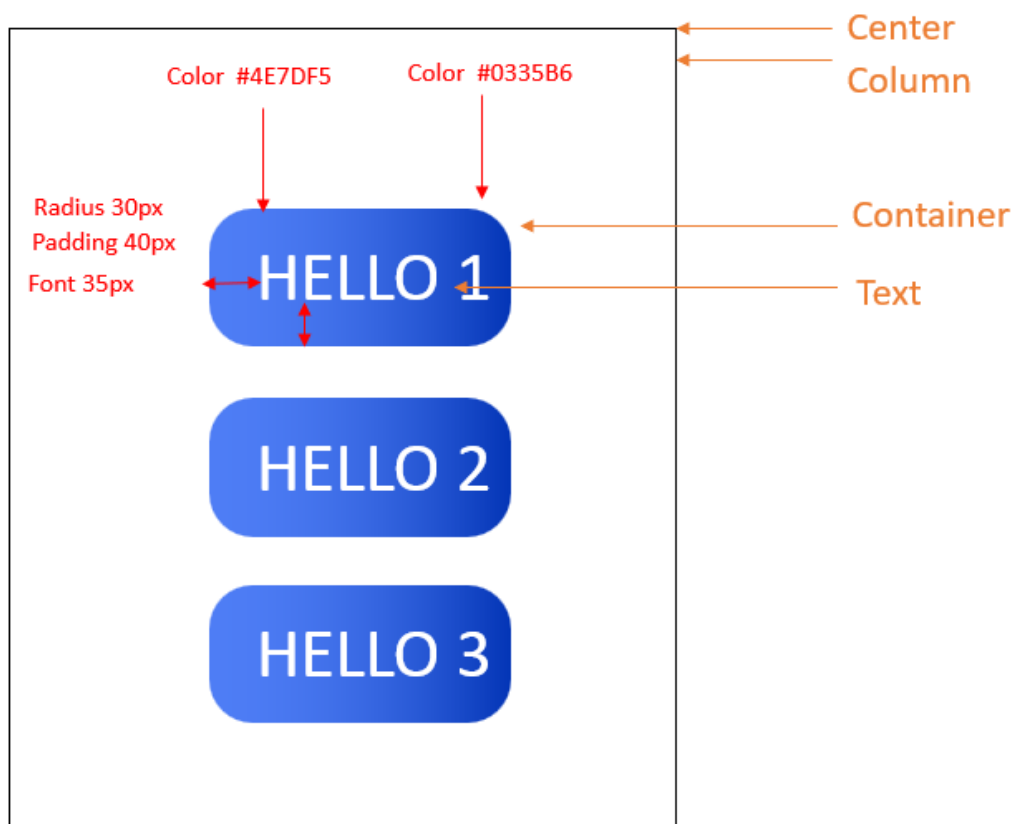 Center
Column
Color #4E7DF5
Color #0335B6
Radius 30px
Padding 40px
Font 35px
Container
HELLO 1
Text
HELLO 2
HELLO 3